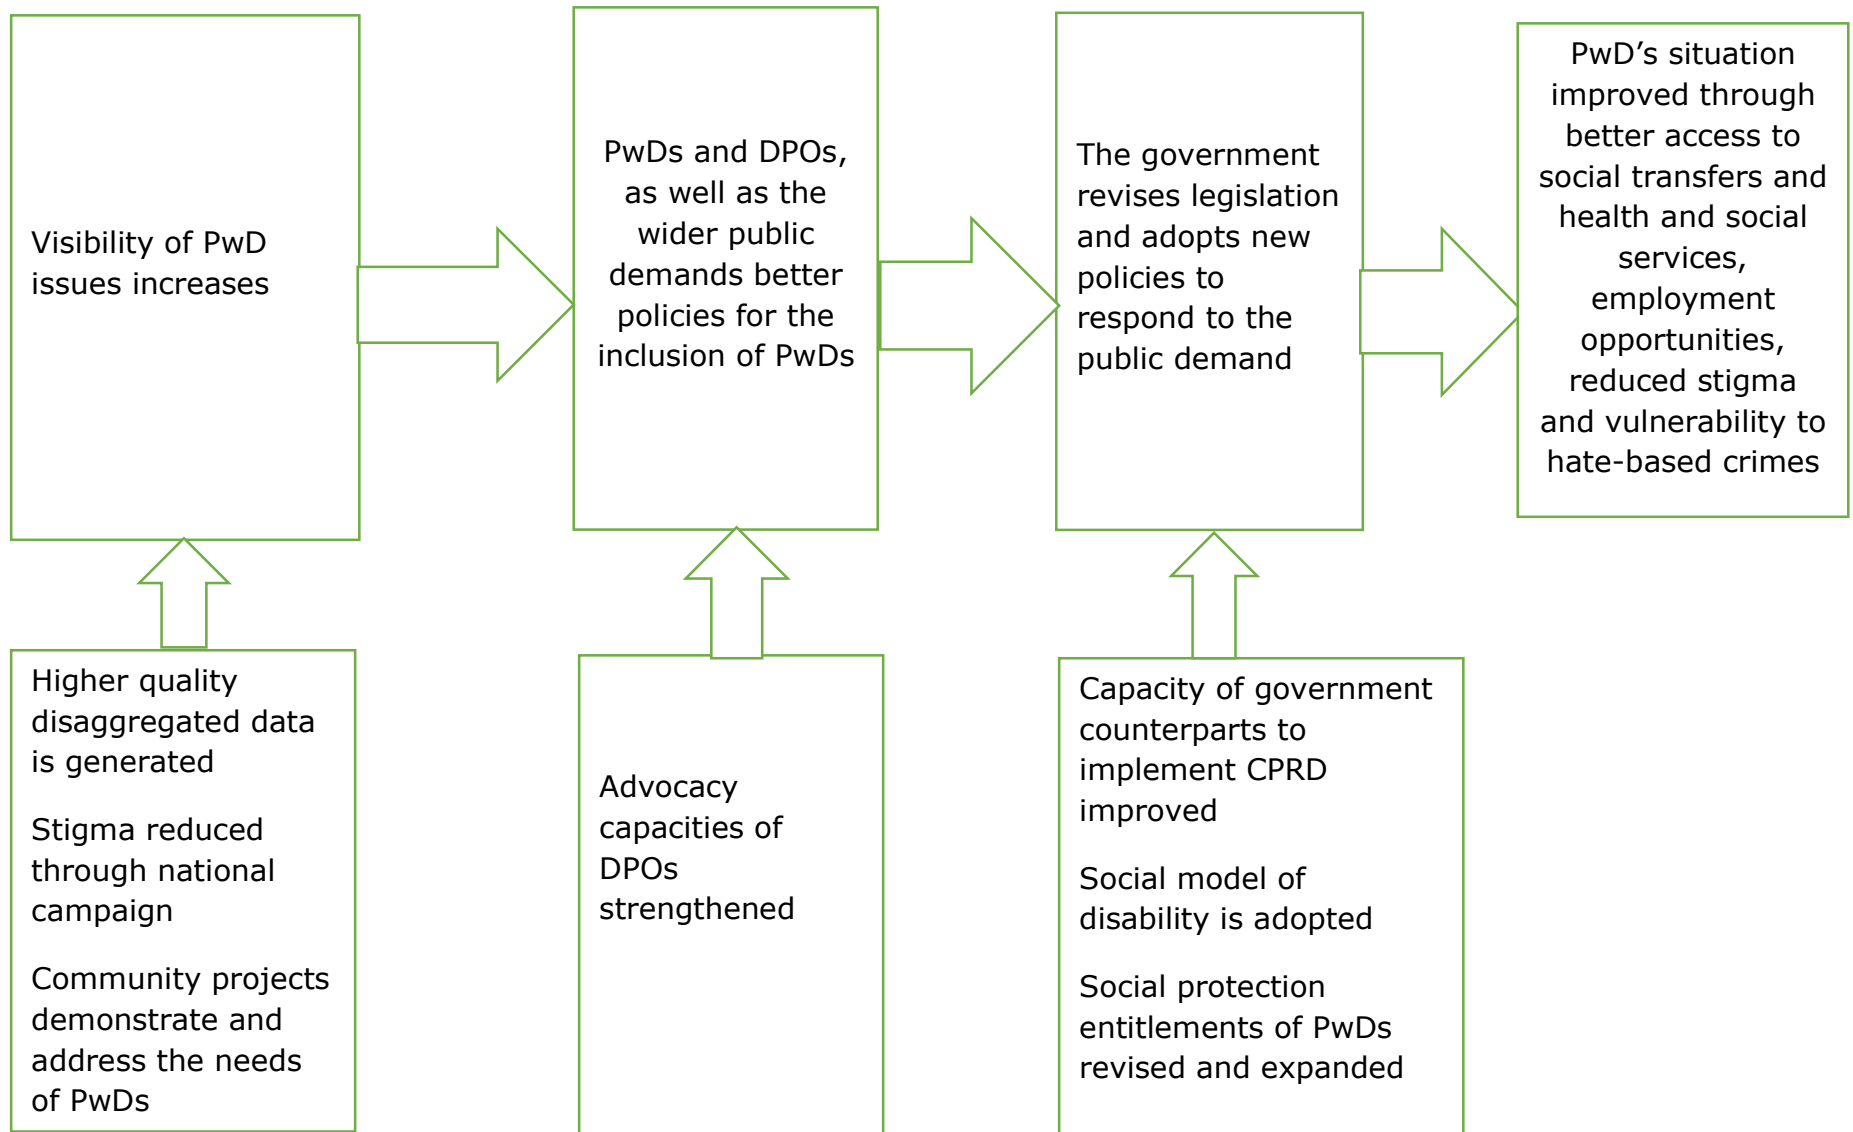 Visibility of PwD
issues increases
PwDs and DPOs,
as well as the
wider public
demands better
policies for the
inclusion of PwDs
The government
revises legislation
and adopts new
policies to
respond to the
public demand
PwD’s situation
improved through
better access to
social transfers and
health and social
services,
employment
opportunities,
reduced stigma
and vulnerability to
hate-based crimes
Higher quality
disaggregated data
is generated
Stigma reduced
through national
campaign
Community projects
demonstrate and
address the needs
of PwDs
Advocacy
capacities of
DPOs
strengthened
Capacity of government
counterparts to
implement CPRD
improved
Social model of
disability is adopted
Social protection
entitlements of PwDs
revised and expanded